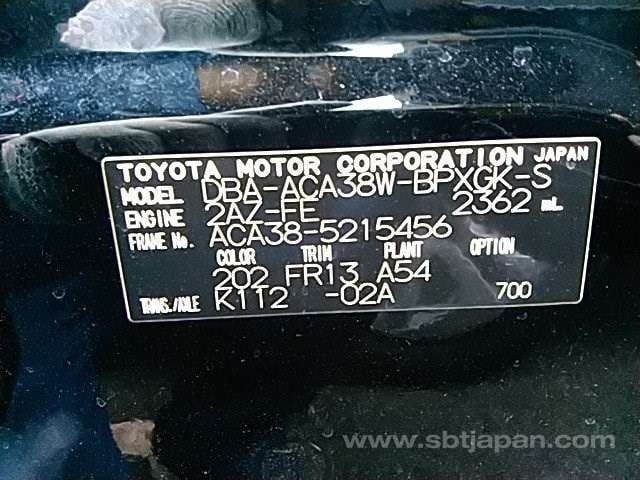 TOYOTA MOTOR CORPORATION JAPAN
MODEL DBA-ACA38W-BPXGK-S
ENGINE 2AZ-FE 2362 mL
FRAME No. ACA38-5215456
COLOR TRIM PLANT OPTION
202 FR13 A54
TRANS./AXLE K112 -02A 700
www.sbtjapan.com